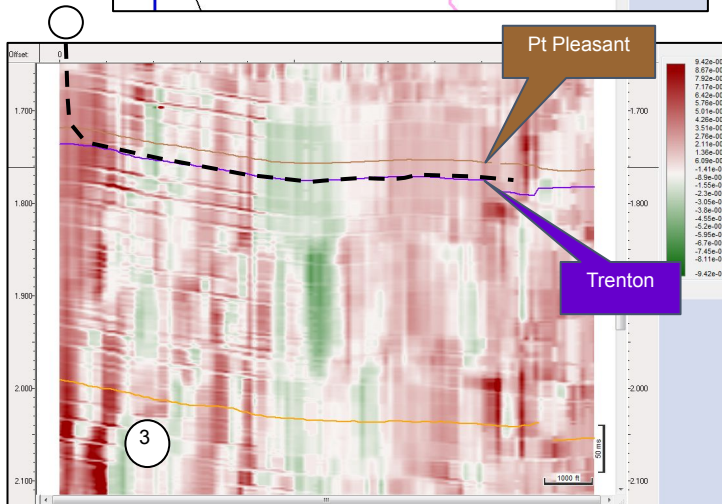 Pt Pleasant
Offset: 0
1.700
1.800
1.900
2.000
2.100
1.700
1.800
1.900
2.000
2.100
9.42e-00
8.67e-00
7.92e-00
7.17e-00
6.42e-00
5.76e-00
5.01e-00
4.26e-00
3.51e-00
2.76e-00
2.11e-00
1.36e-00
6.09e-00
-1.41e-0
-8.9e-00
-1.55e-0
-2.3e-00
-3.05e-0
-3.8e-00
-4.55e-0
-5.2e-00
-5.95e-0
-6.7e-00
-7.45e-0
-8.11e-0
-9.42e-0
Trenton
3
50 ms
1000 ft